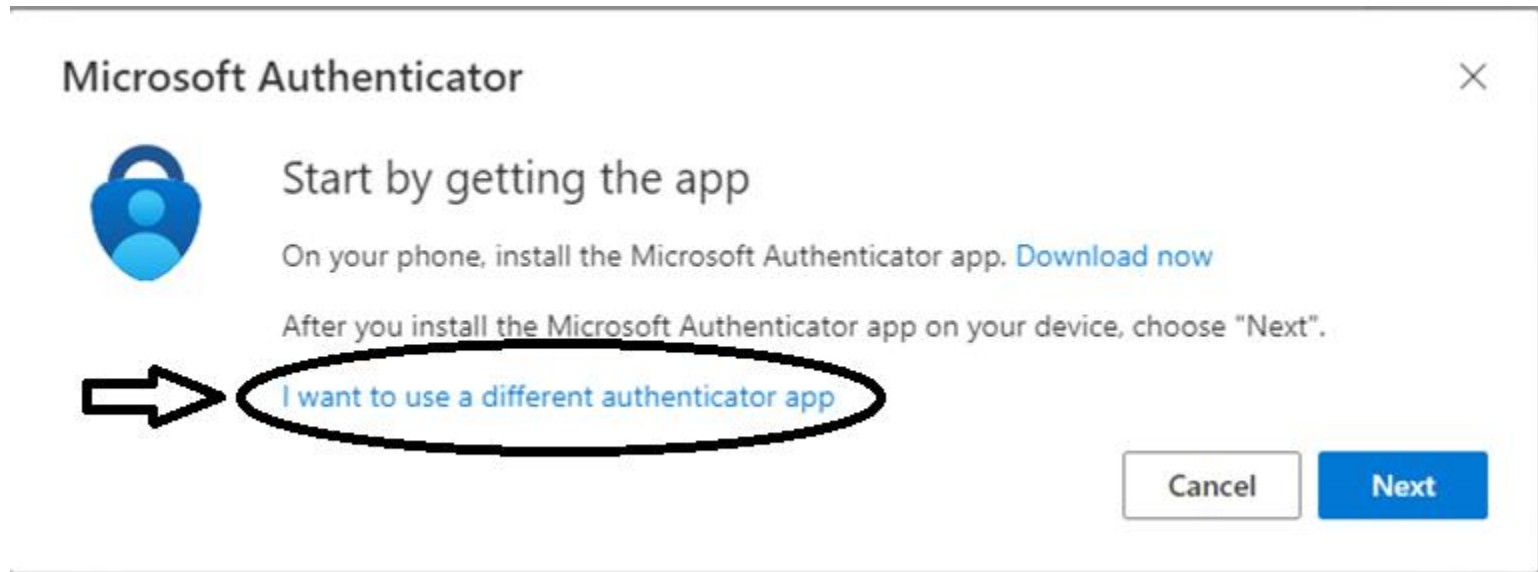 Microsoft Authenticator
Start by getting the app
On your phone, install the Microsoft Authenticator app. Download now
After you install the Microsoft Authenticator app on your device, choose "Next".
I want to use a different authenticator app
Cancel
Next